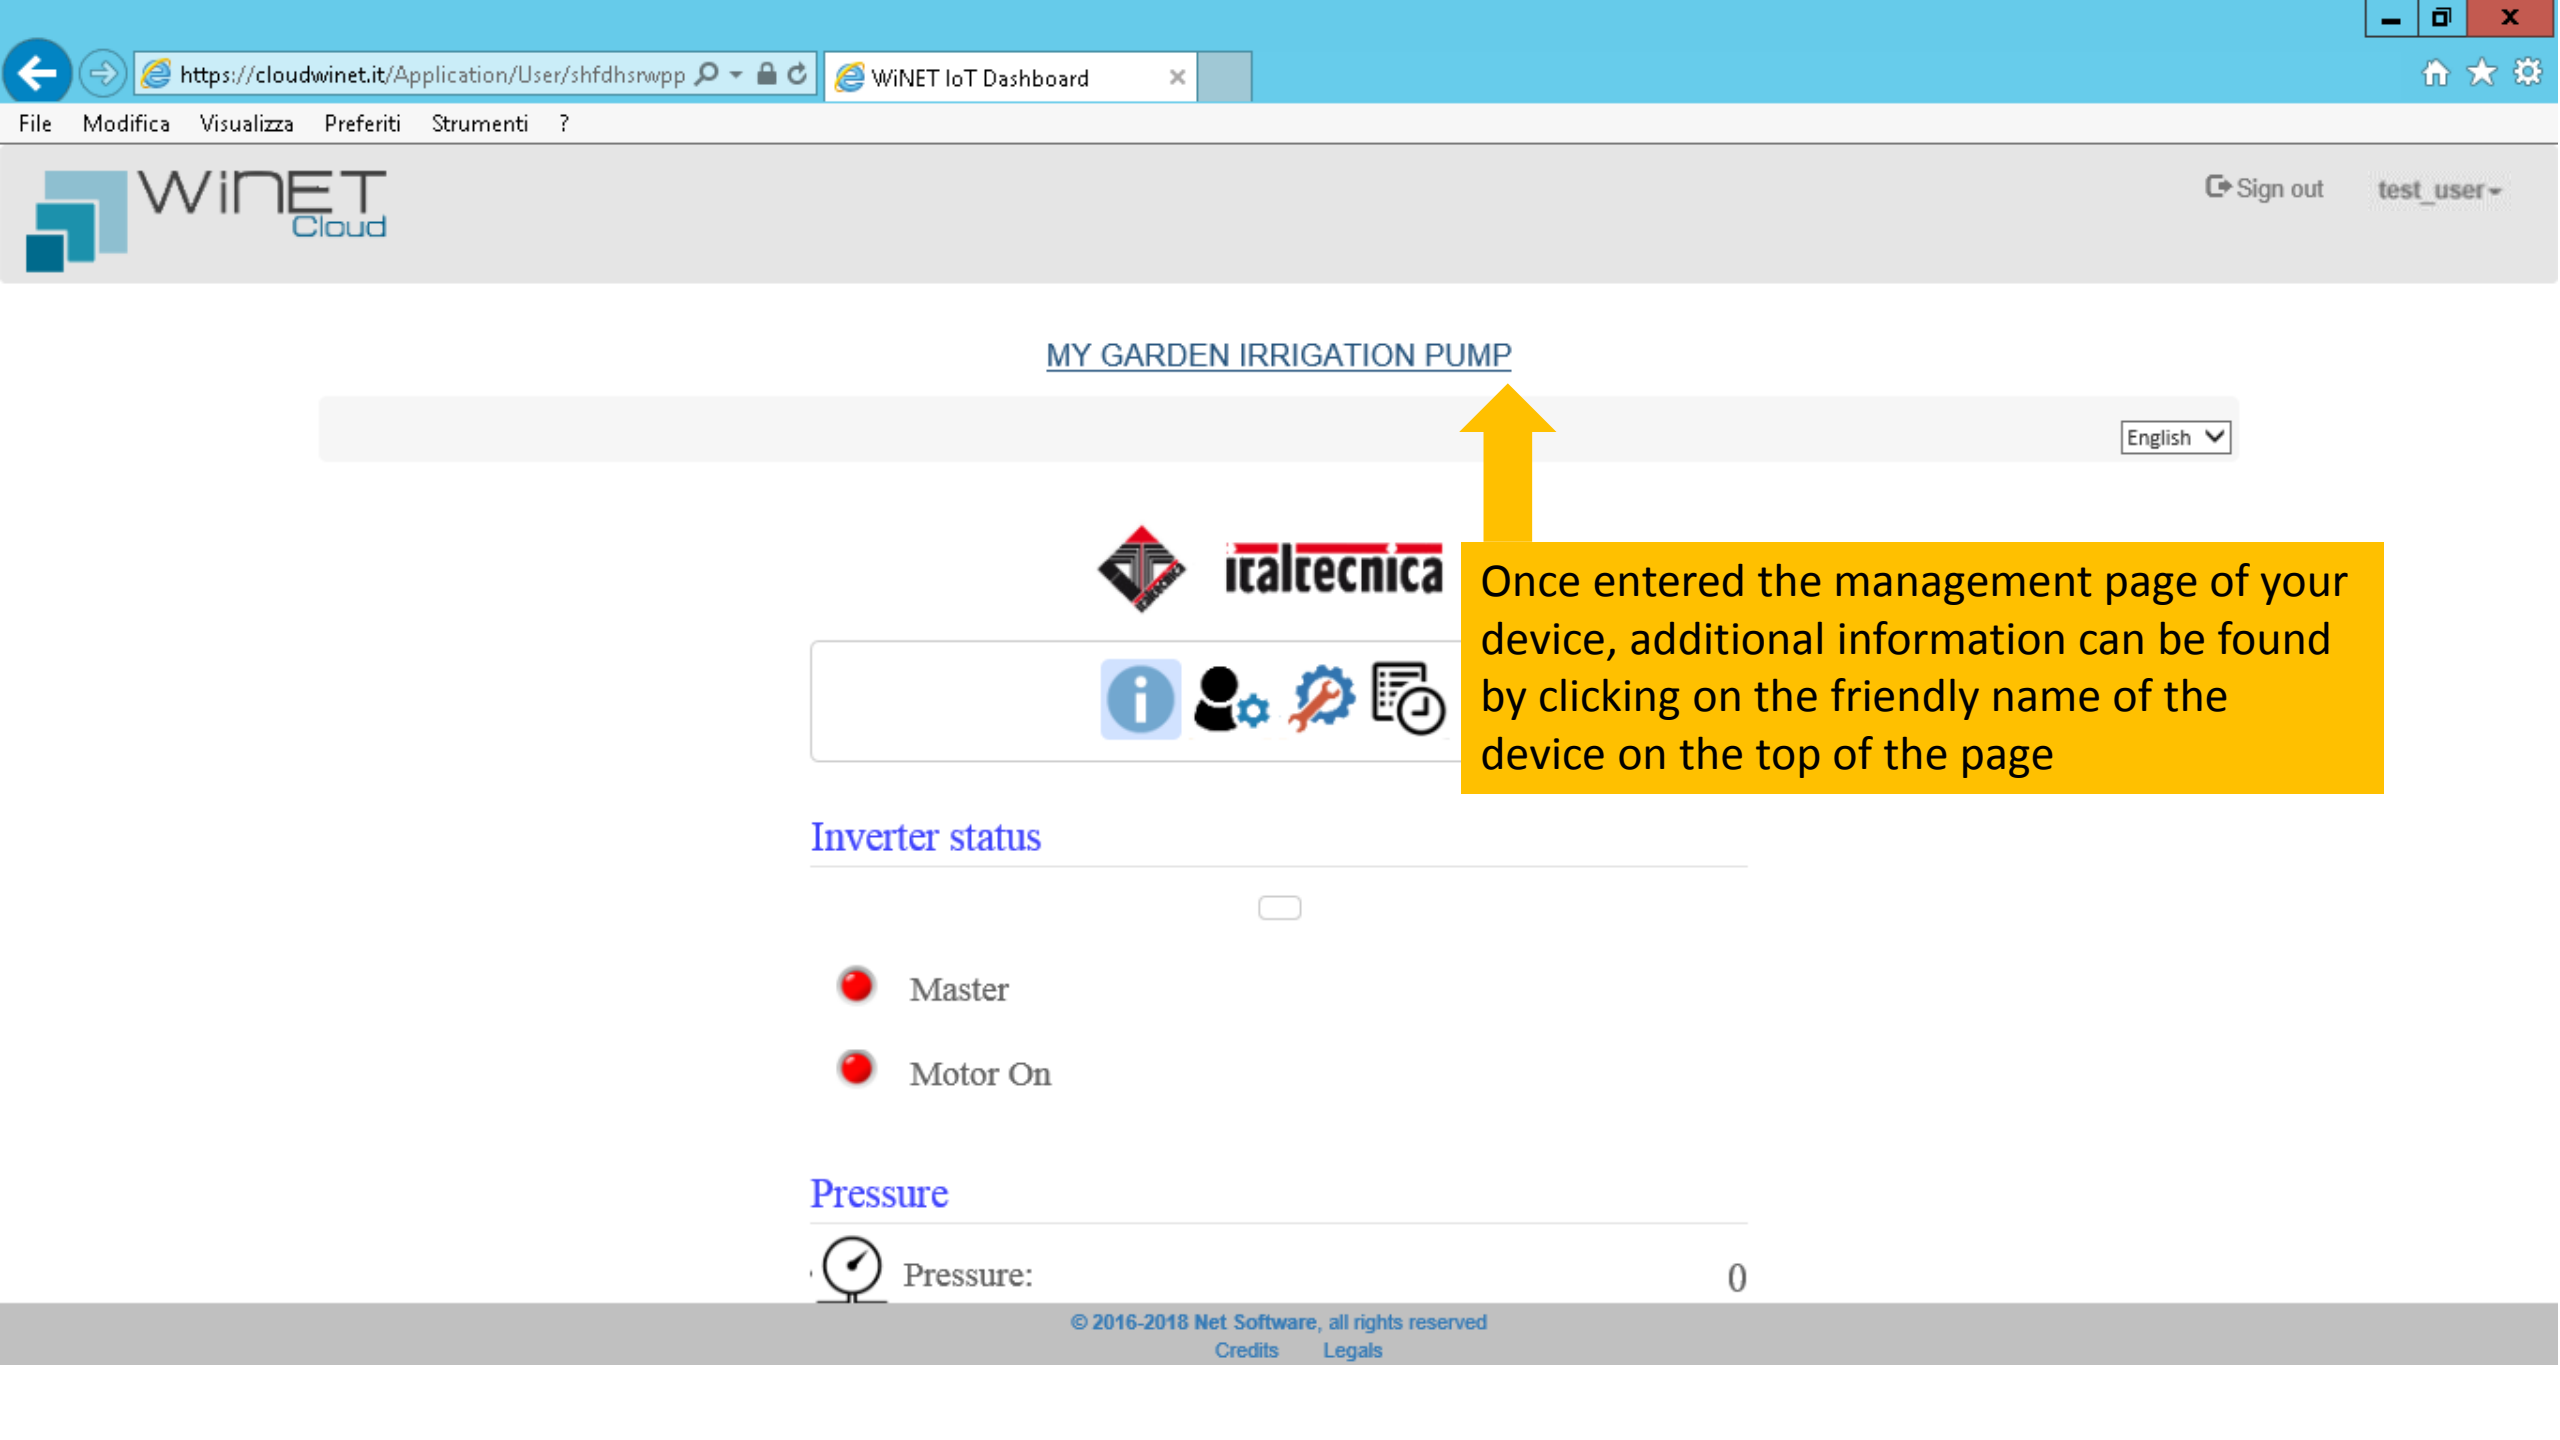 https://cloudwinet.it/Application/User/shfdhsrwpp
WiNET IoT Dashboard
File Modifica Visualizza Preferiti Strumenti ?
WiNET
Cloud
Sign out test_user
MY GARDEN IRRIGATION PUMP
English
italtecnica
Once entered the management page of your
device, additional information can be found
by clicking on the friendly name of the
device on the top of the page
Inverter status
Master
Motor On
Pressure
Pressure: 0
© 2016-2018 Net Software, all rights reserved
Credits Legals